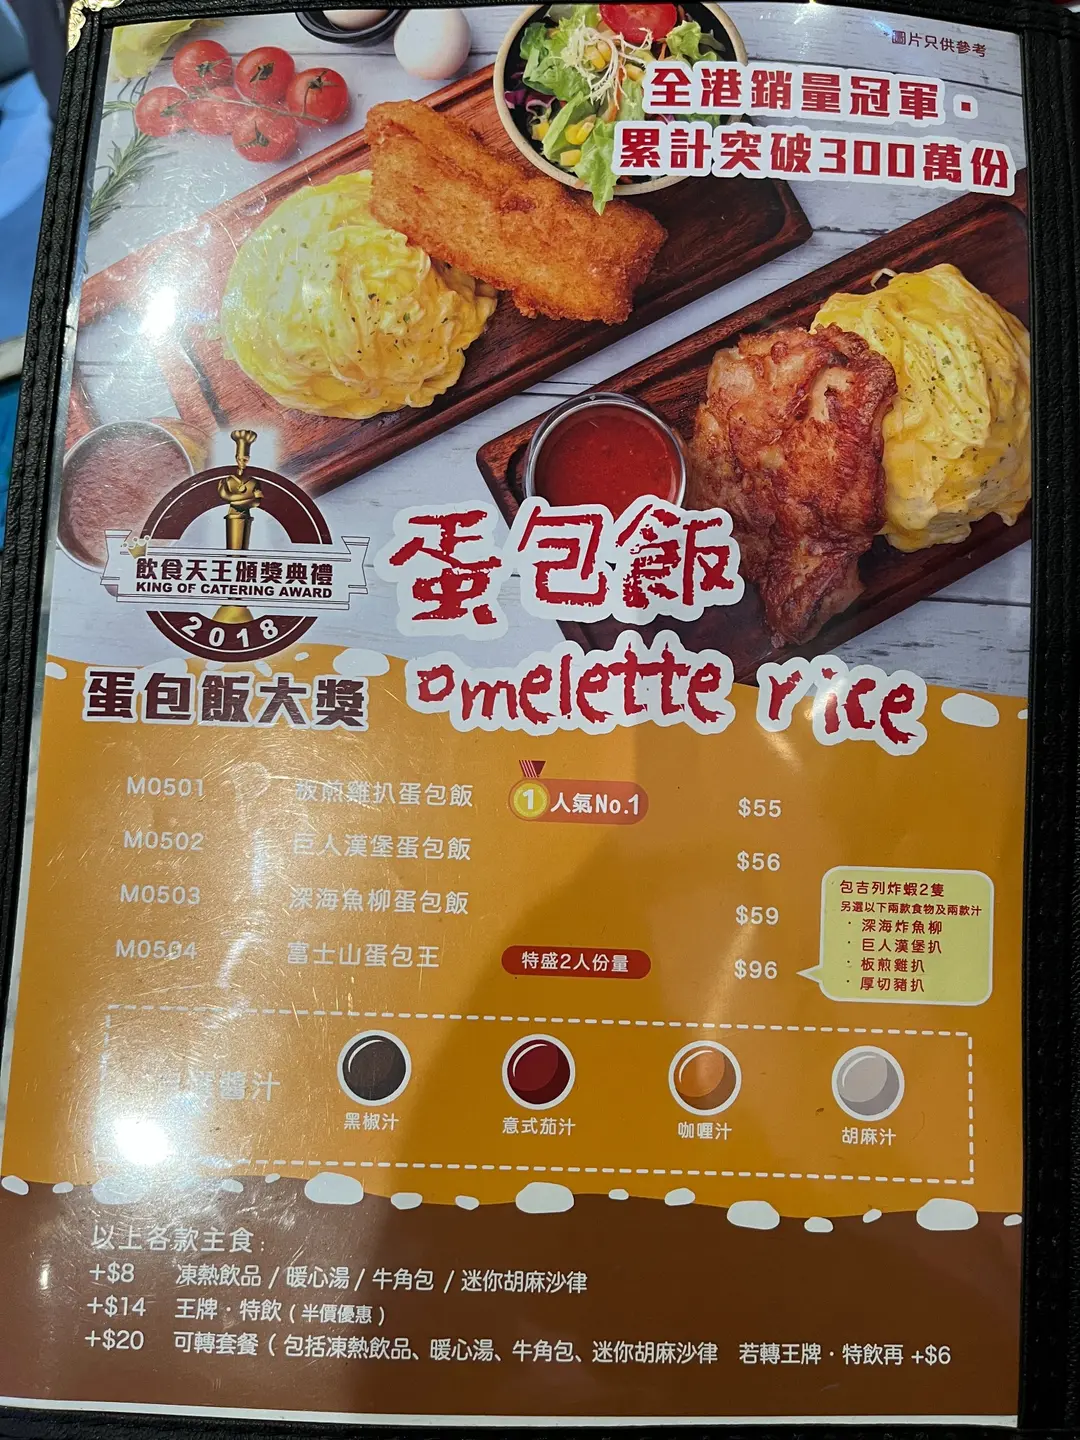 圖片只供參考
全港銷量冠軍。
累計突破300萬份
飲食天王頒獎典禮
KING OF CATERING AWARD
2018
蛋包飯大獎
蛋包飯
omelette rice
M0501 板煎雞扒蛋包飯 1 人氣No.1 $55
M0502 巨人漢堡蛋包飯 $56
M0503 深海魚柳蛋包飯 $59
M0504 富士山蛋包王 特盛2人份量 $96
包吉列炸蝦2隻
另選以下兩款食物及兩款汁
· 深海炸魚柳
· 巨人漢堡扒
· 板煎雞扒
· 厚切豬扒
醬汁
黑椒汁 意式茄汁 咖喱汁 胡麻汁
以上各款主食:
+$8 凍熱飲品 / 暖心湯 / 牛角包 / 迷你胡麻沙律
+$14 王牌·特飲 ( 半價優惠 )
+$20 可轉套餐 ( 包括凍熱飲品、暖心湯、牛角包、迷你胡麻沙律 若轉王牌·特飲再 +$6